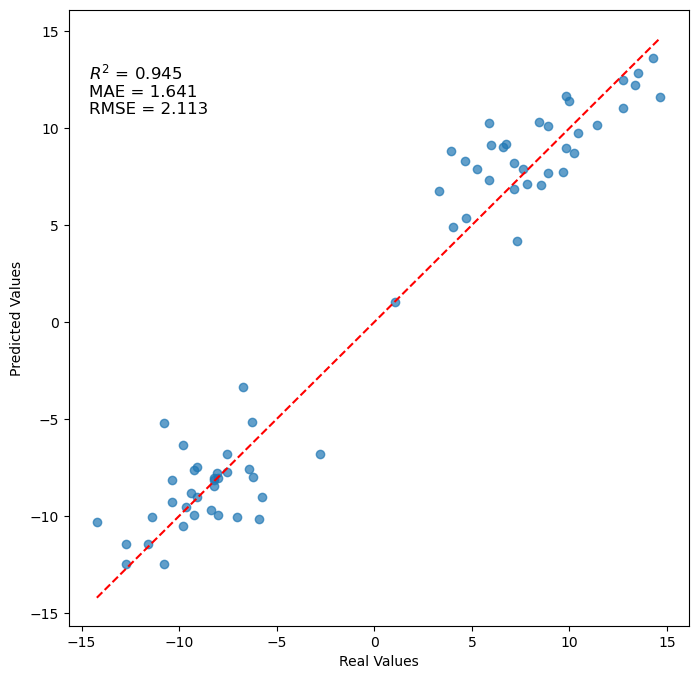 15
10
5
0
−5
−10
−15
R² = 0.945
MAE = 1.641
RMSE = 2.113
Predicted Values
−15 −10 −5 0 5 10 15
Real Values